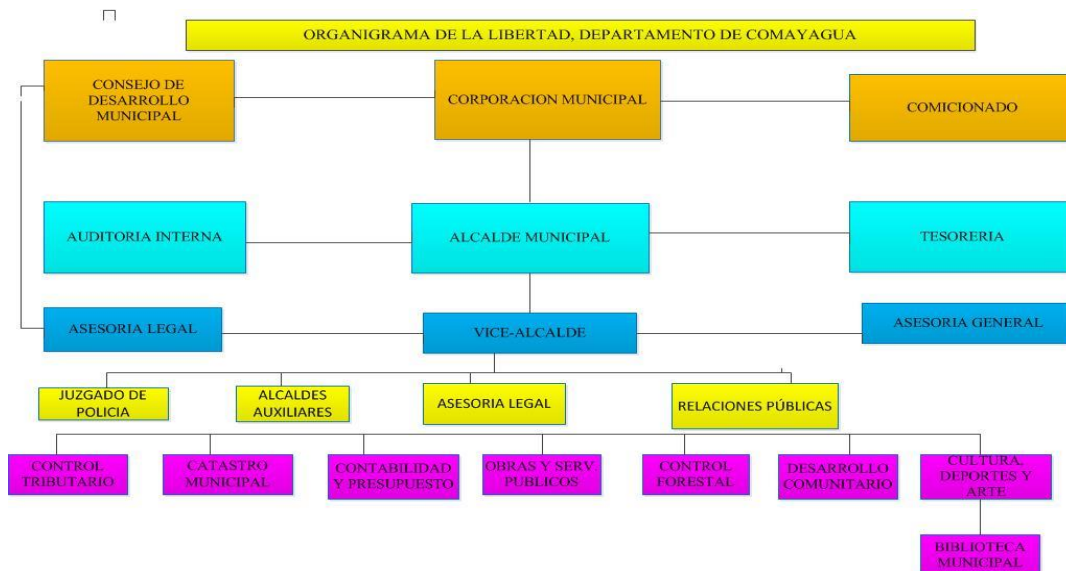 ORGANIGRAMA DE LA LIBERTAD, DEPARTAMENTO DE COMAYAGUA
CONSEJO DE
DESARROLLO
MUNICIPAL
CORPORACION MUNICIPAL
COMICIONADO
AUDITORIA INTERNA
ALCALDE MUNICIPAL
TESORERIA
ASESORIA LEGAL
VICE-ALCALDE
ASESORIA GENERAL
JUZGADO DE
POLICIA
ALCALDES
AUXILIARES
ASESORIA LEGAL
RELACIONES PÚBLICAS
CONTROL
TRIBUTARIO
CATASTRO
MUNICIPAL
CONTABILIDAD
Y PRESUPUESTO
OBRAS Y SERV.
PUBLICOS
CONTROL
FORESTAL
DESARROLLO
COMUNITARIO
CULTURA,
DEPORTES Y
ARTE
BIBLIOTECA
MUNICIPAL